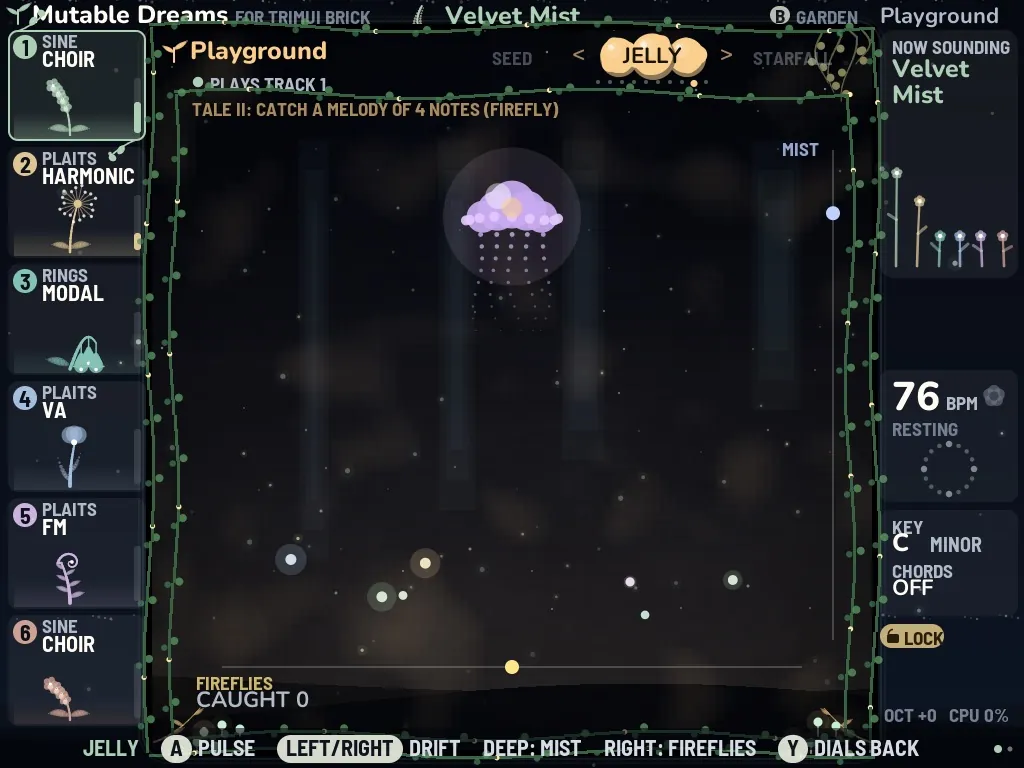 Mutable Dreams FOR TRIMUI BRICK
Velvet Mist
B GARDEN
Playground
1 SINE
CHOIR
2 PLAITS
HARMONIC
3 RINGS
MODAL
4 PLAITS
VA
5 PLAITS
FM
6 SINE
CHOIR
Playground
SEED < JELLY > STARFALL
PLAYS TRACK 1
TALE II: CATCH A MELODY OF 4 NOTES (FIREFLY)
MIST
FIREFLIES
CAUGHT 0
NOW SOUNDING
Velvet
Mist
76 BPM
RESTING
KEY
C MINOR
CHORDS
OFF
LOCK
OCT +0 CPU 0%
JELLY A PULSE LEFT/RIGHT DRIFT DEEP: MIST RIGHT: FIREFLIES Y DIALS BACK